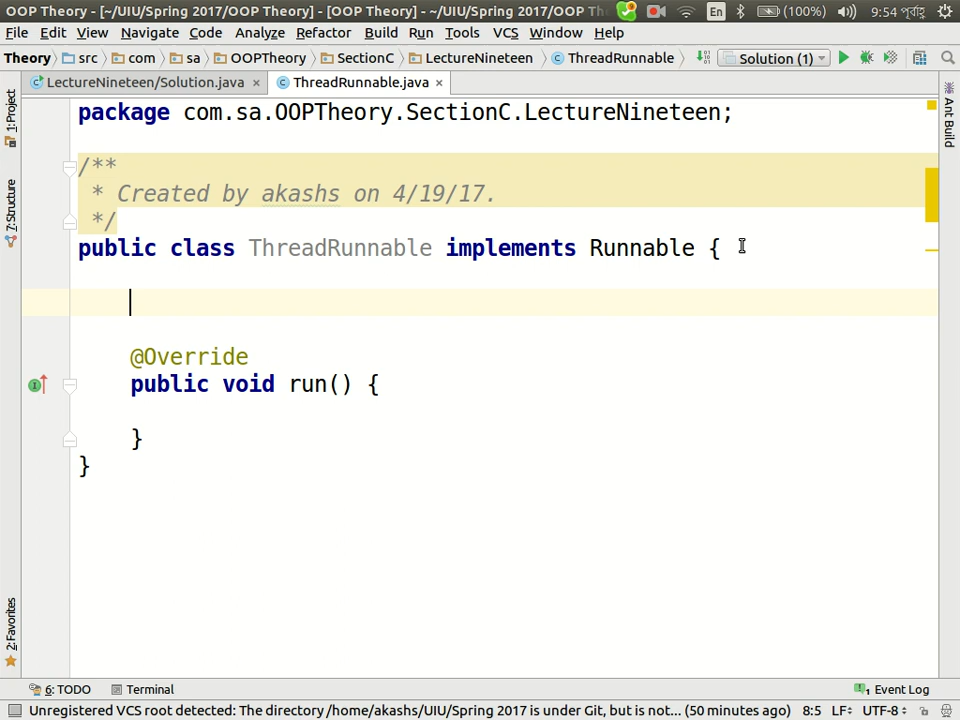 OOP Theory - [~/UIU/Spring 2017/OOP Theory] - [OOP Theory] - ~/UIU/Spring 2017/OOP Th En (100%) 9:54 পূর্বাহ্ণ
File Edit View Navigate Code Analyze Refactor Build Run Tools VCS Window Help
Theory src com sa OOPTheory SectionC LectureNineteen ThreadRunnable Solution (1)
LectureNineteen/Solution.java × ThreadRunnable.java ×
1: Project
7: Structure
2: Favorites
Ant Build
package com.sa.OOPTheory.SectionC.LectureNineteen;
/**
* Created by akashs on 4/19/17.
*/
public class ThreadRunnable implements Runnable {
@Override
public void run() {
}
}
6: TODO Terminal Event Log
Unregistered VCS root detected: The directory /home/akashs/UIU/Spring 2017 is under Git, but is not... (50 minutes ago) 8:5 LF UTF-8